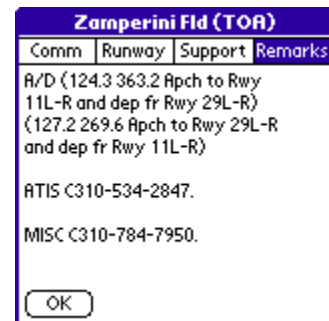 Zamperini Fld (TOA)
Comm Runway Support Remarks
A/D (124.3 363.2 Apch to Rwy
11L-R and dep fr Rwy 29L-R)
(127.2 269.6 Apch to Rwy 29L-R
and dep fr Rwy 11L-R)
ATIS C310-534-2847.
MISC C310-784-7950.
OK